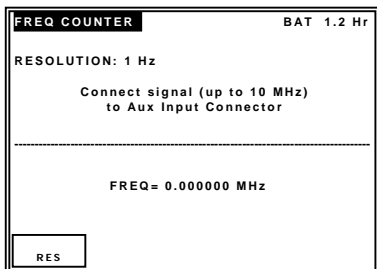 FREQ COUNTER BAT 1.2 Hr
RESOLUTION: 1 Hz
Connect signal (up to 10 MHz)
to Aux Input Connector
FREQ= 0.000000 MHz
RES